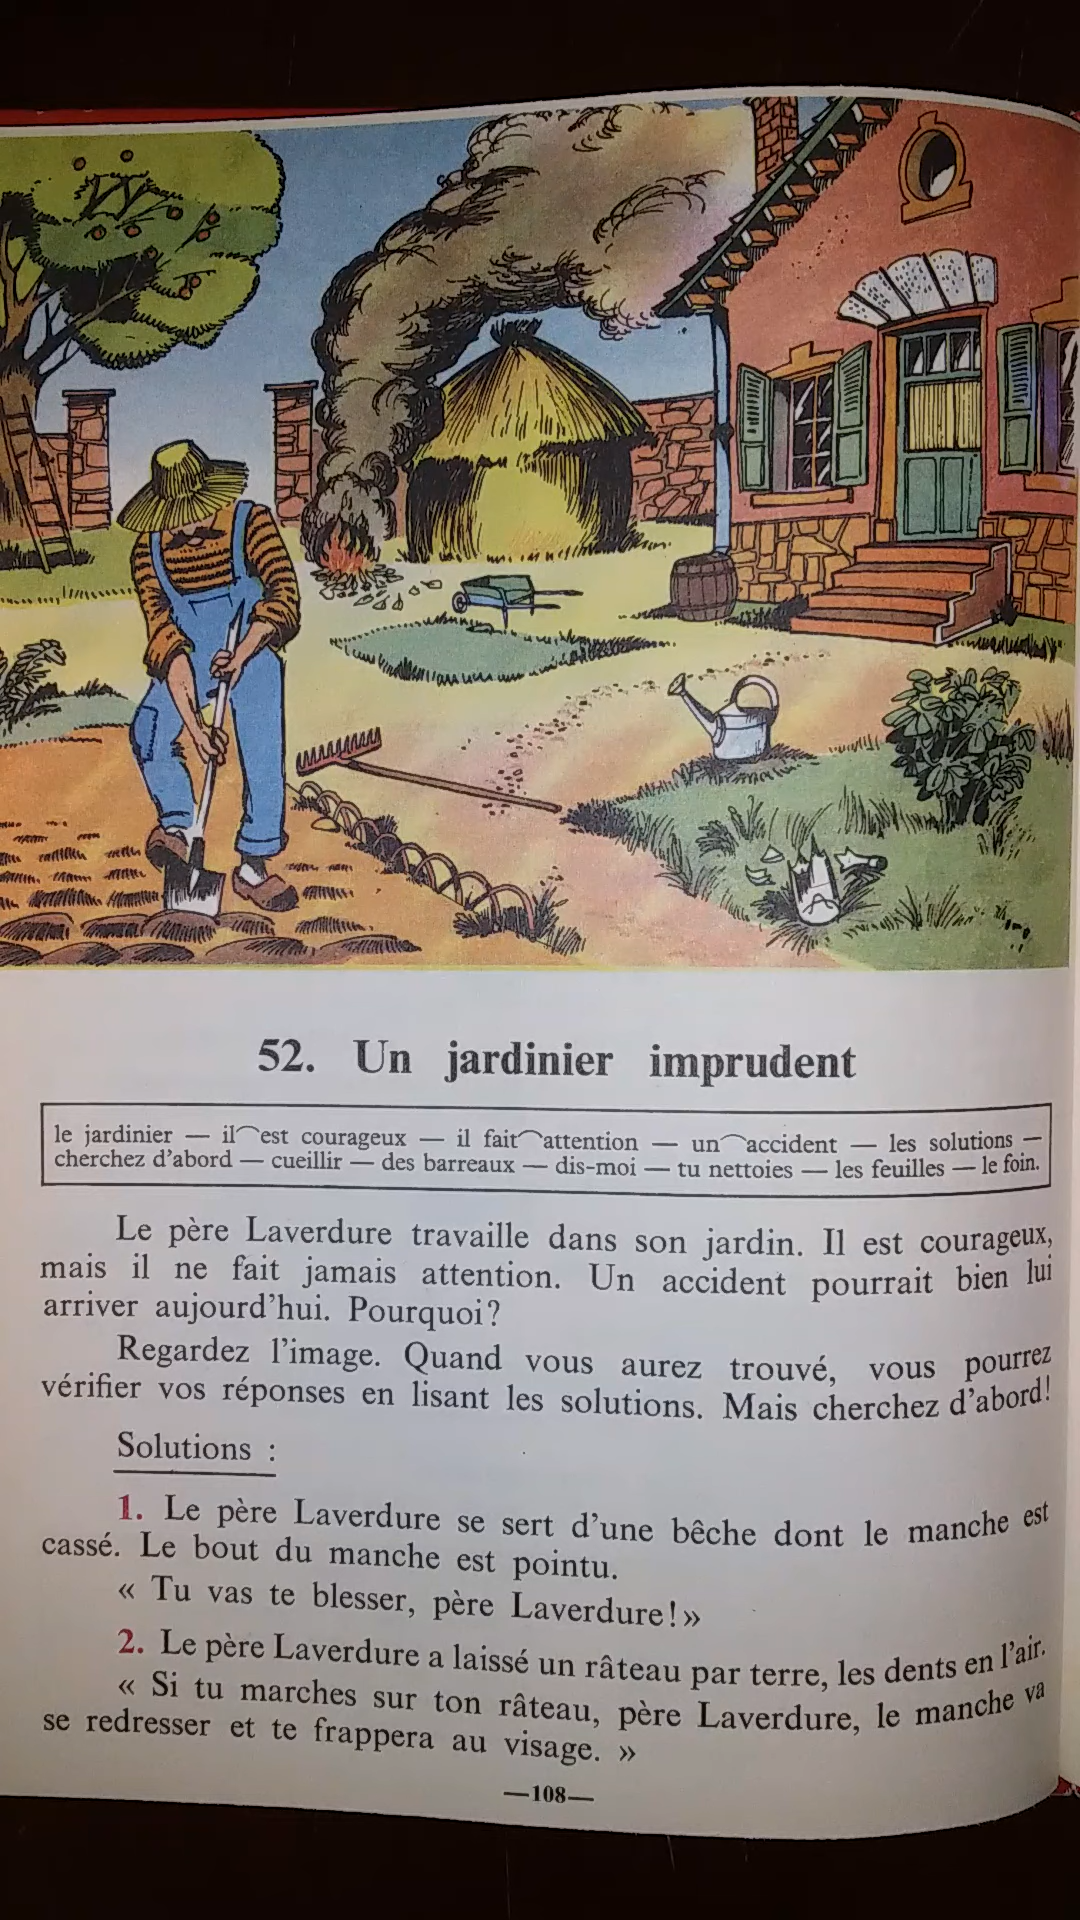 52. Un jardinier imprudent
le jardinier — il‿est courageux — il fait‿attention — un‿accident — les solutions —
cherchez d'abord — cueillir — des barreaux — dis-moi — tu nettoies — les feuilles — le foin.
Le père Laverdure travaille dans son jardin. Il est courageux,
mais il ne fait jamais attention. Un accident pourrait bien lui
arriver aujourd'hui. Pourquoi?
Regardez l'image. Quand vous aurez trouvé, vous pourrez
vérifier vos réponses en lisant les solutions. Mais cherchez d'abord!
Solutions :
1. Le père Laverdure se sert d'une bêche dont le manche est
cassé. Le bout du manche est pointu.
« Tu vas te blesser, père Laverdure! »
2. Le père Laverdure a laissé un râteau par terre, les dents en l'air.
« Si tu marches sur ton râteau, père Laverdure, le manche va
se redresser et te frappera au visage. »
—108—